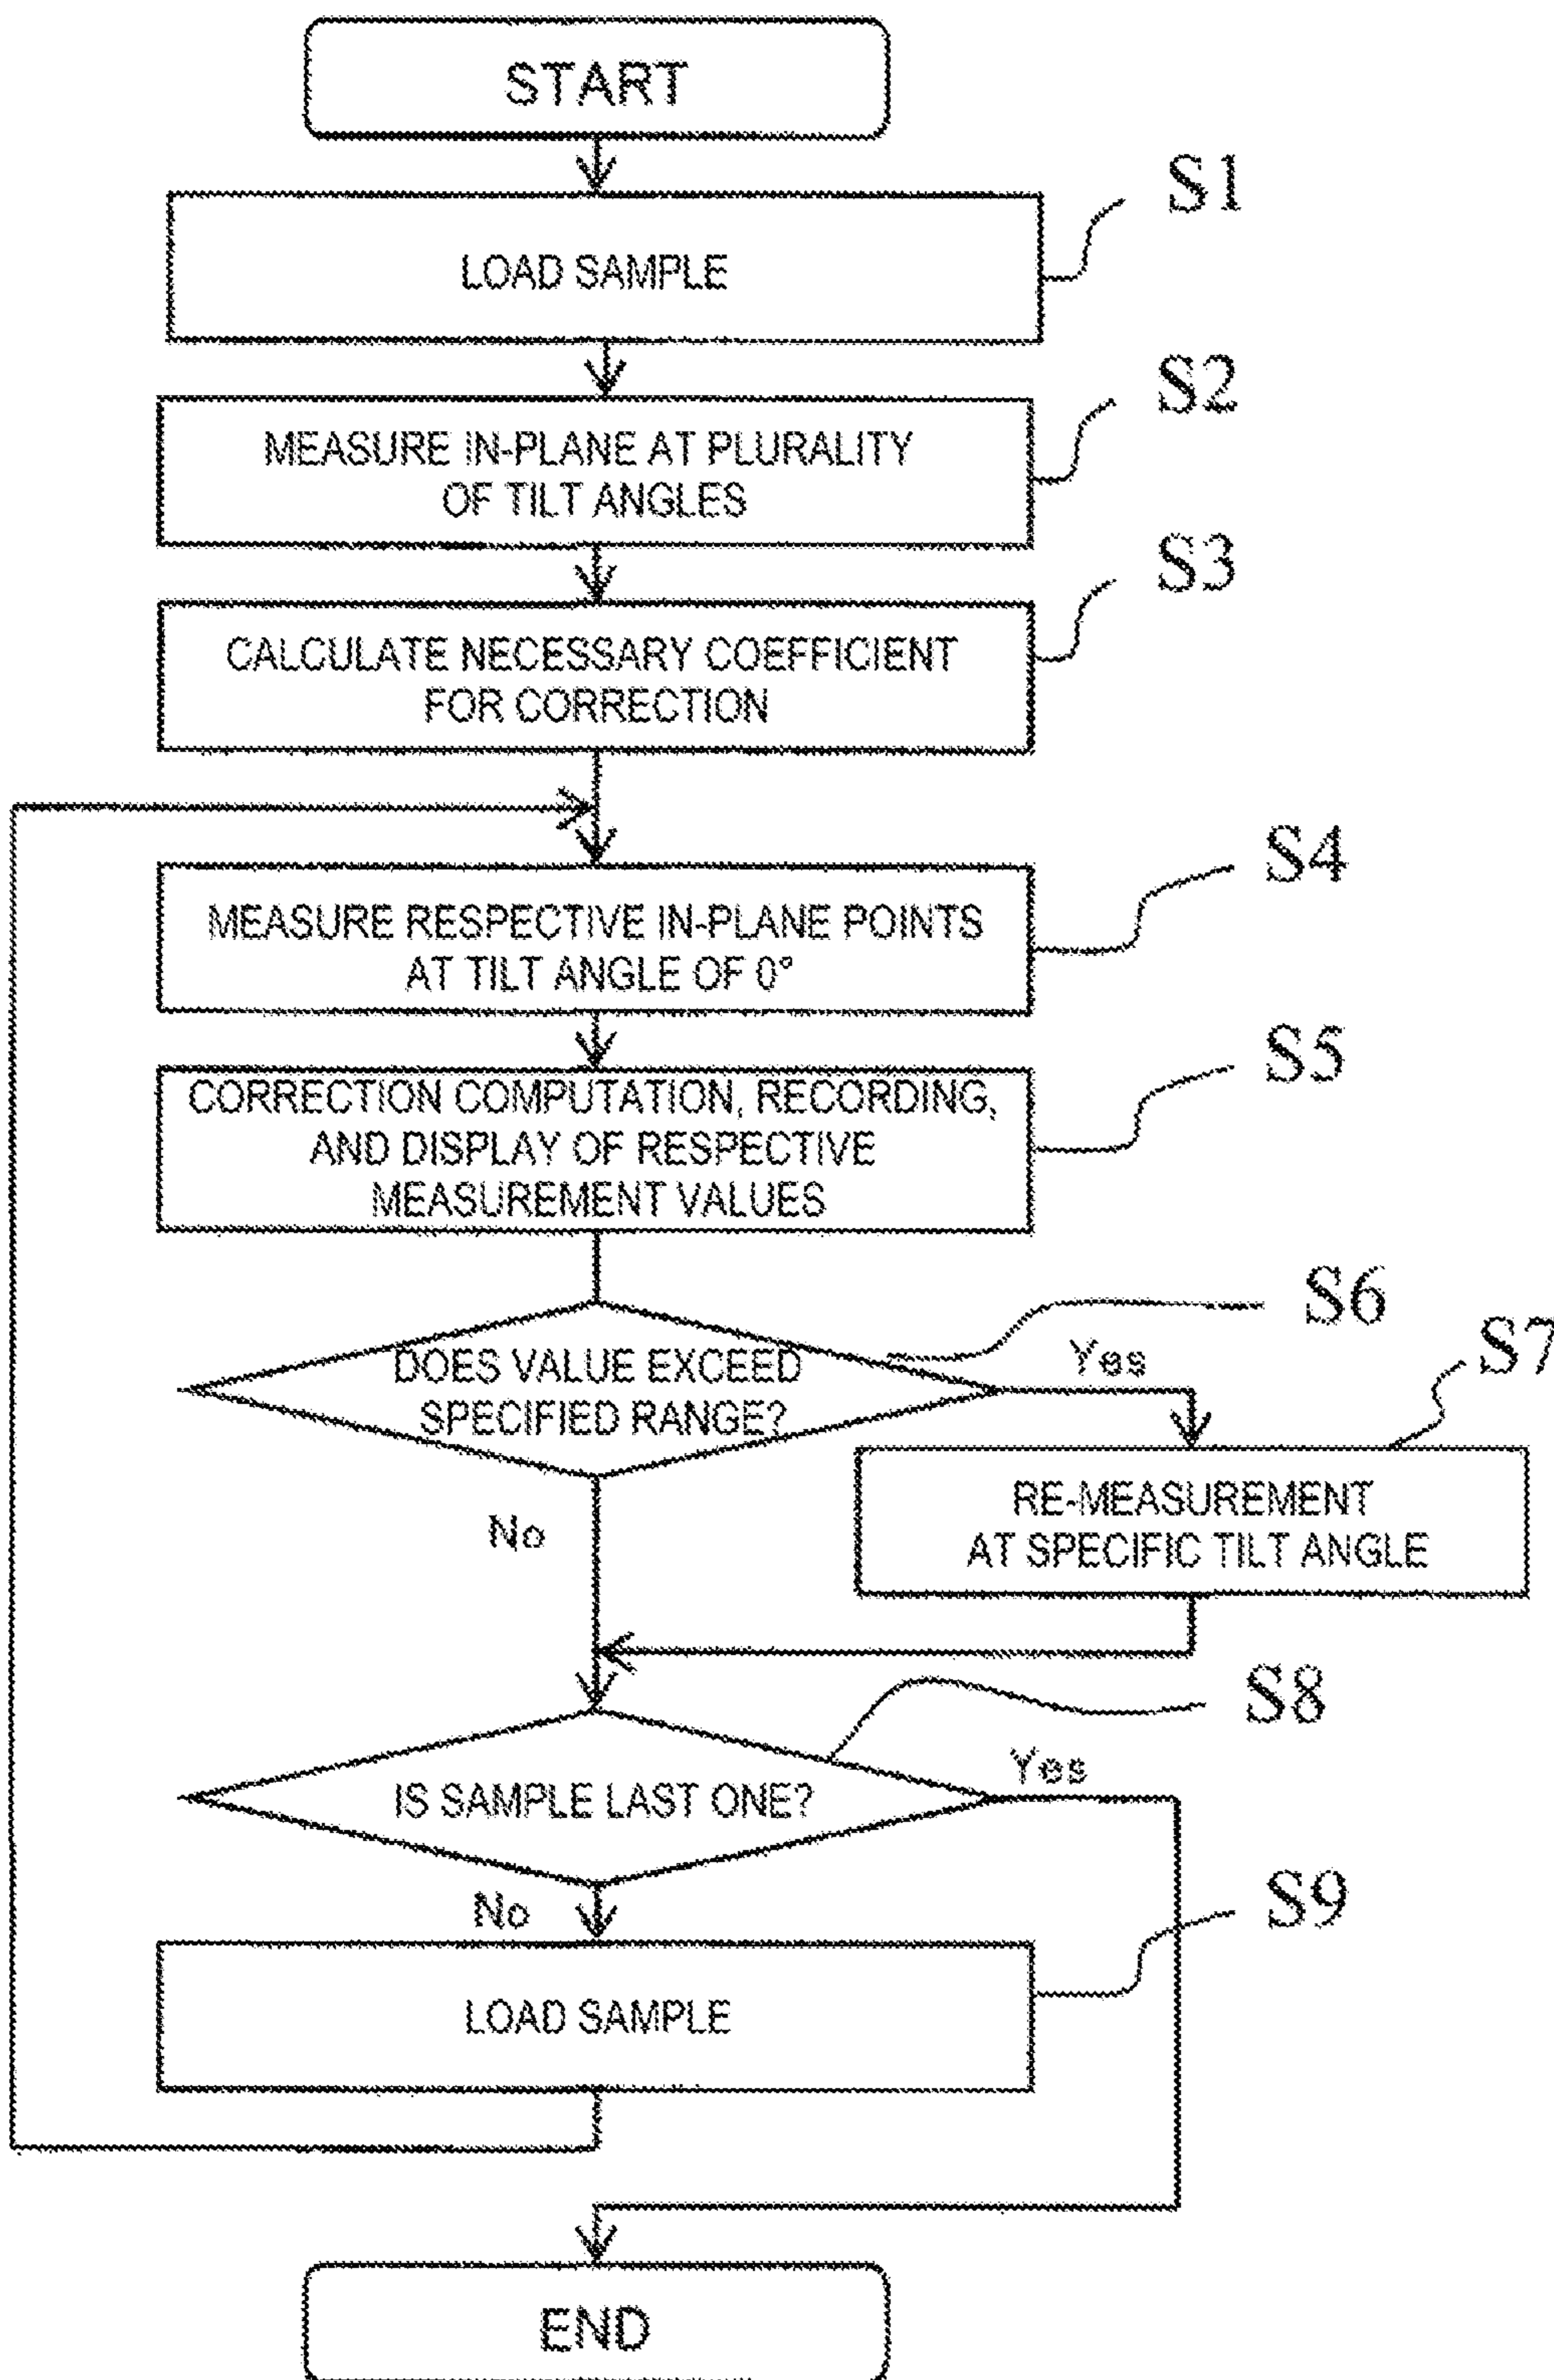 START
S1
LOAD SAMPLE
S2
MEASURE IN-PLANE AT PLURALITY
OF TILT ANGLES
S3
CALCULATE NECESSARY COEFFICIENT
FOR CORRECTION
S4
MEASURE RESPECTIVE IN-PLANE POINTS
AT TILT ANGLE OF 0°
S5
CORRECTION COMPUTATION, RECORDING,
AND DISPLAY OF RESPECTIVE
MEASUREMENT VALUES
S6
DOES VALUE EXCEED
SPECIFIED RANGE?
Yes
S7
RE-MEASUREMENT
AT SPECIFIC TILT ANGLE
No
S8
IS SAMPLE LAST ONE?
Yes
No
S9
LOAD SAMPLE
END